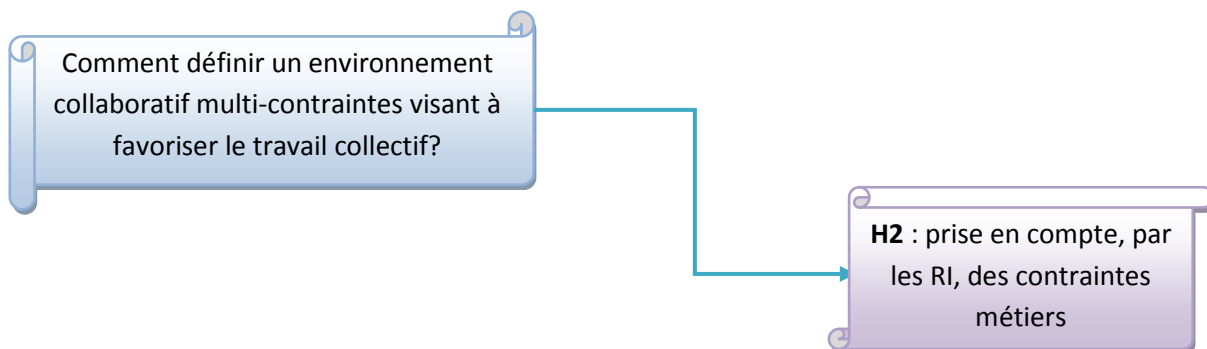 Comment définir un environnement
collaboratif multi-contraintes visant à
favoriser le travail collectif?
H2 : prise en compte, par
les RI, des contraintes
métiers